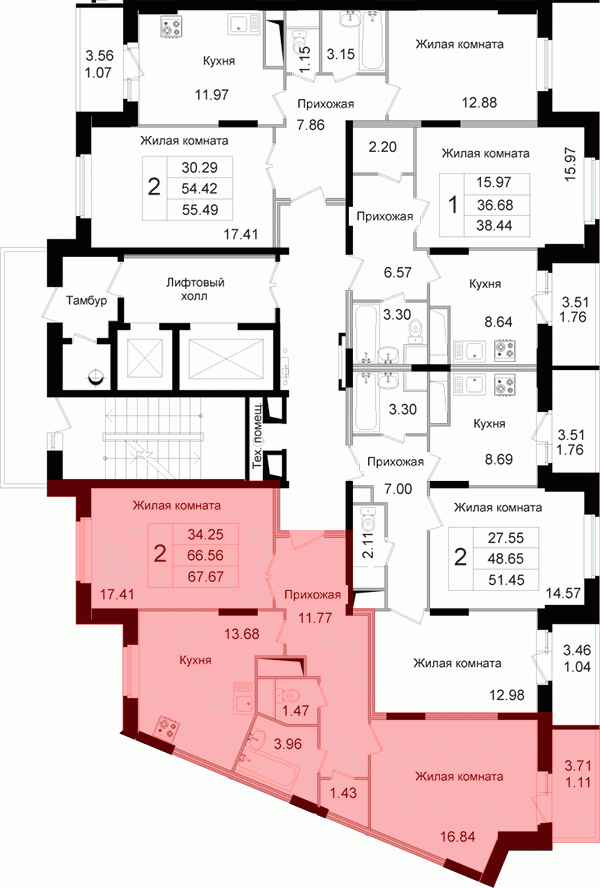 3.56
1.07
Кухня
11.97
1.15
3.15
Жилая комната
12.88
Прихожая
7.86
Жилая комната
2
30.29
54.42
55.49
17.41
2.20
Жилая комната
15.97
1
15.97
36.68
38.44
Прихожая
6.57
Тамбур
Лифтовый
холл
3.30
Кухня
8.64
3.51
1.76
3.30
Кухня
8.69
3.51
1.76
Тех. помещ.
Прихожая
7.00
2.11
Жилая комната
2
27.55
48.65
51.45
14.57
Жилая комната
2
34.25
66.56
67.67
17.41
Прихожая
11.77
13.68
Кухня
Жилая комната
12.98
3.46
1.04
1.47
3.96
1.43
Жилая комната
16.84
3.71
1.11